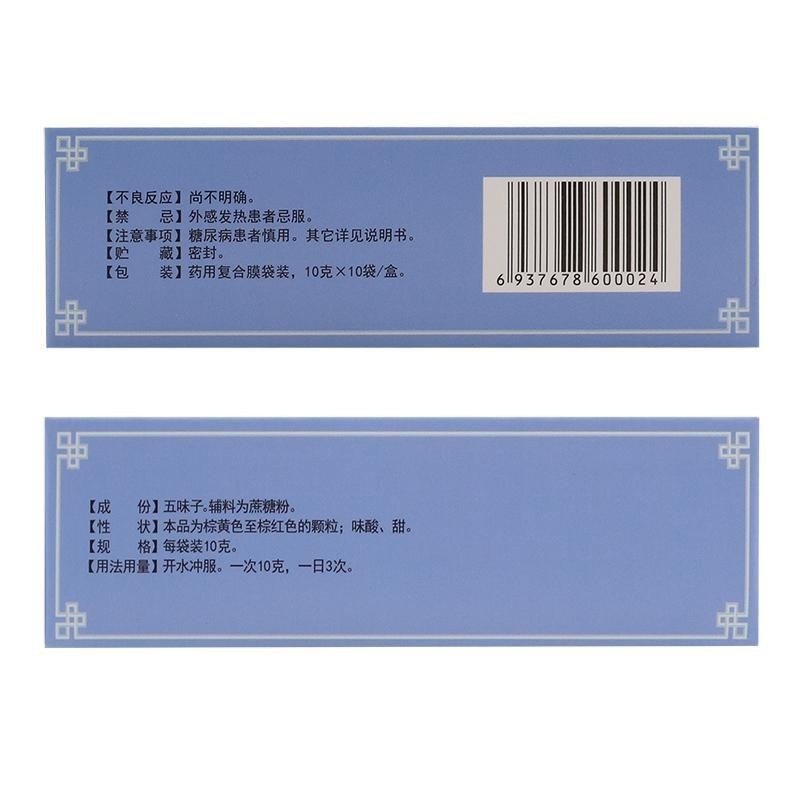 【不良反应】尚不明确。
【禁　　忌】外感发热患者忌服。
【注意事项】糖尿病患者慎用。其它详见说明书。
【贮　　藏】密封。
【包　　装】药用复合膜袋装，10克×10袋/盒。
6 937678 600024
【成　　份】五味子。辅料为蔗糖粉。
【性　　状】本品为棕黄色至棕红色的颗粒；味酸、甜。
【规　　格】每袋装10克。
【用法用量】开水冲服。一次10克，一日3次。